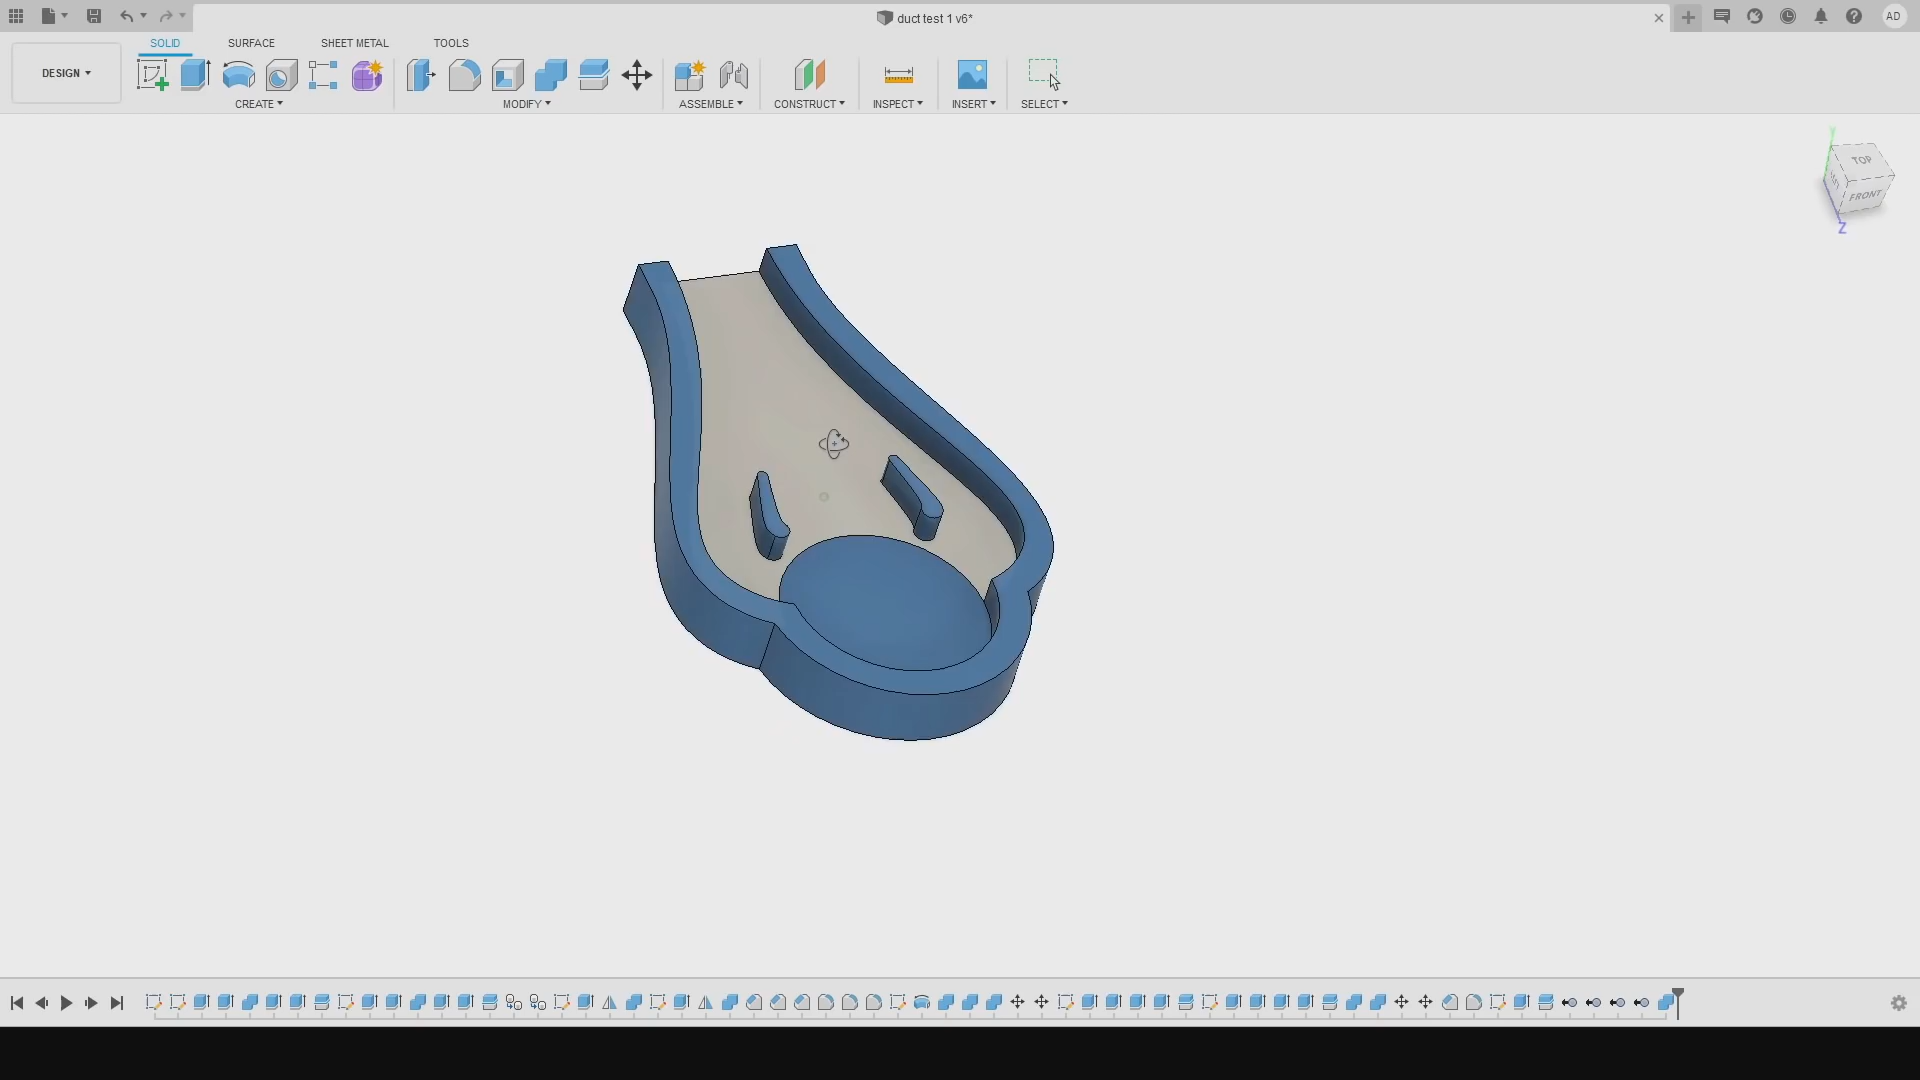 duct test 1 v6*
AD
SOLID SURFACE SHEET METAL TOOLS
DESIGN
CREATE MODIFY ASSEMBLE CONSTRUCT INSPECT INSERT SELECT
Y
TOP
FRONT
Z